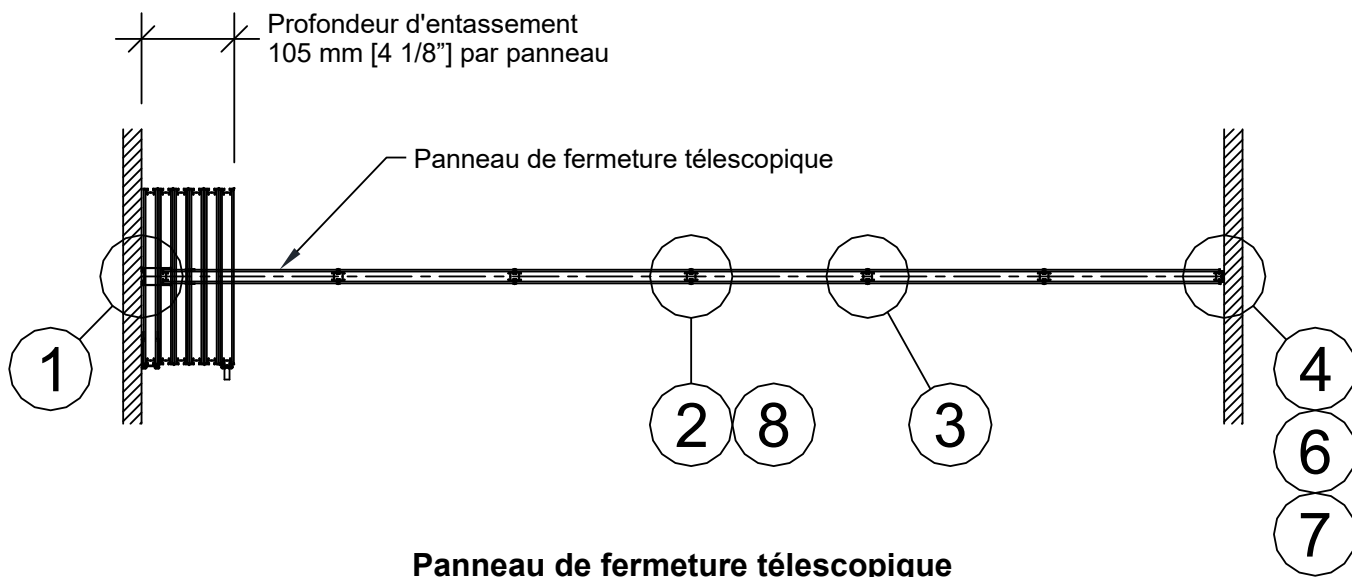 Profondeur d'entassement
105 mm [4 1/8”] par panneau
Panneau de fermeture télescopique
1
2 8
3
4
6
7
Panneau de fermeture télescopique